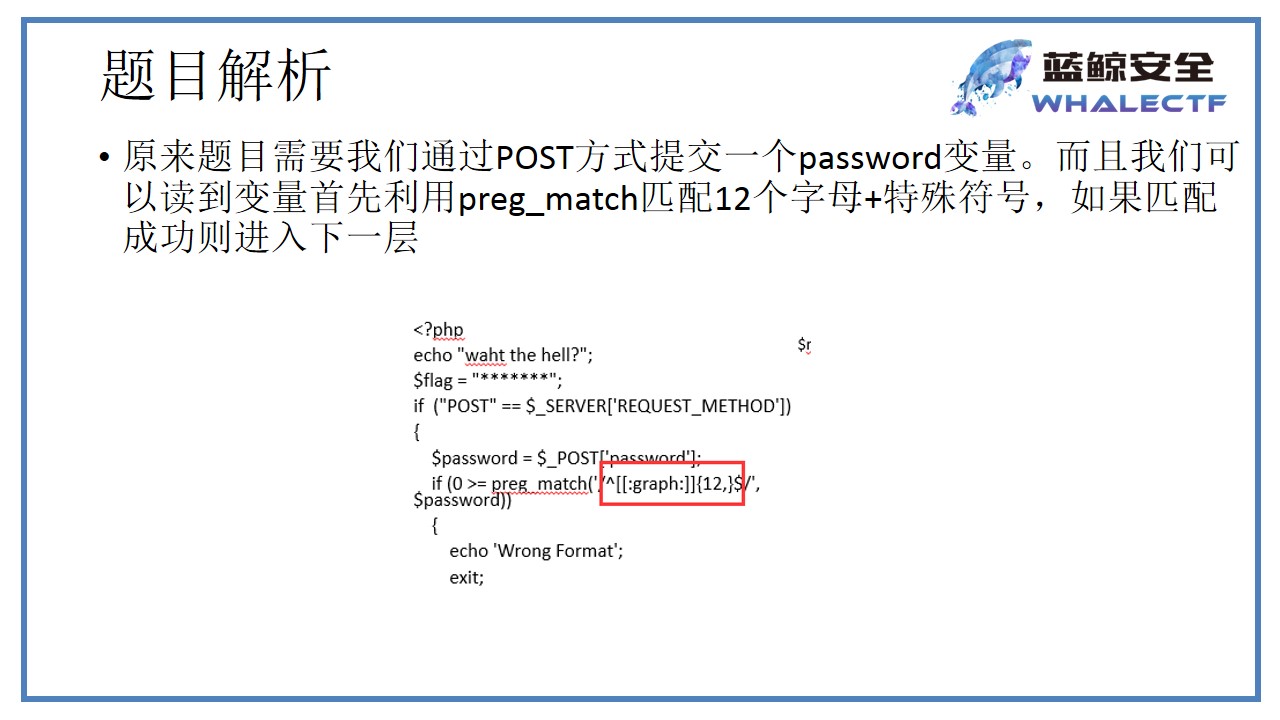 题目解析
蓝鲸安全
WHALECTF
• 原来题目需要我们通过POST方式提交一个password变量。而且我们可
以读到变量首先利用preg_match匹配12个字母+特殊符号，如果匹配
成功则进入下一层
<?php
$r
echo "waht the hell?";
$flag = "*******";
if ("POST" == $_SERVER['REQUEST_METHOD'])
{
$password = $_POST['password'];
if (0 >= preg_match('/^[[:graph:]]{12,}$/',
$password))
{
echo 'Wrong Format';
exit;